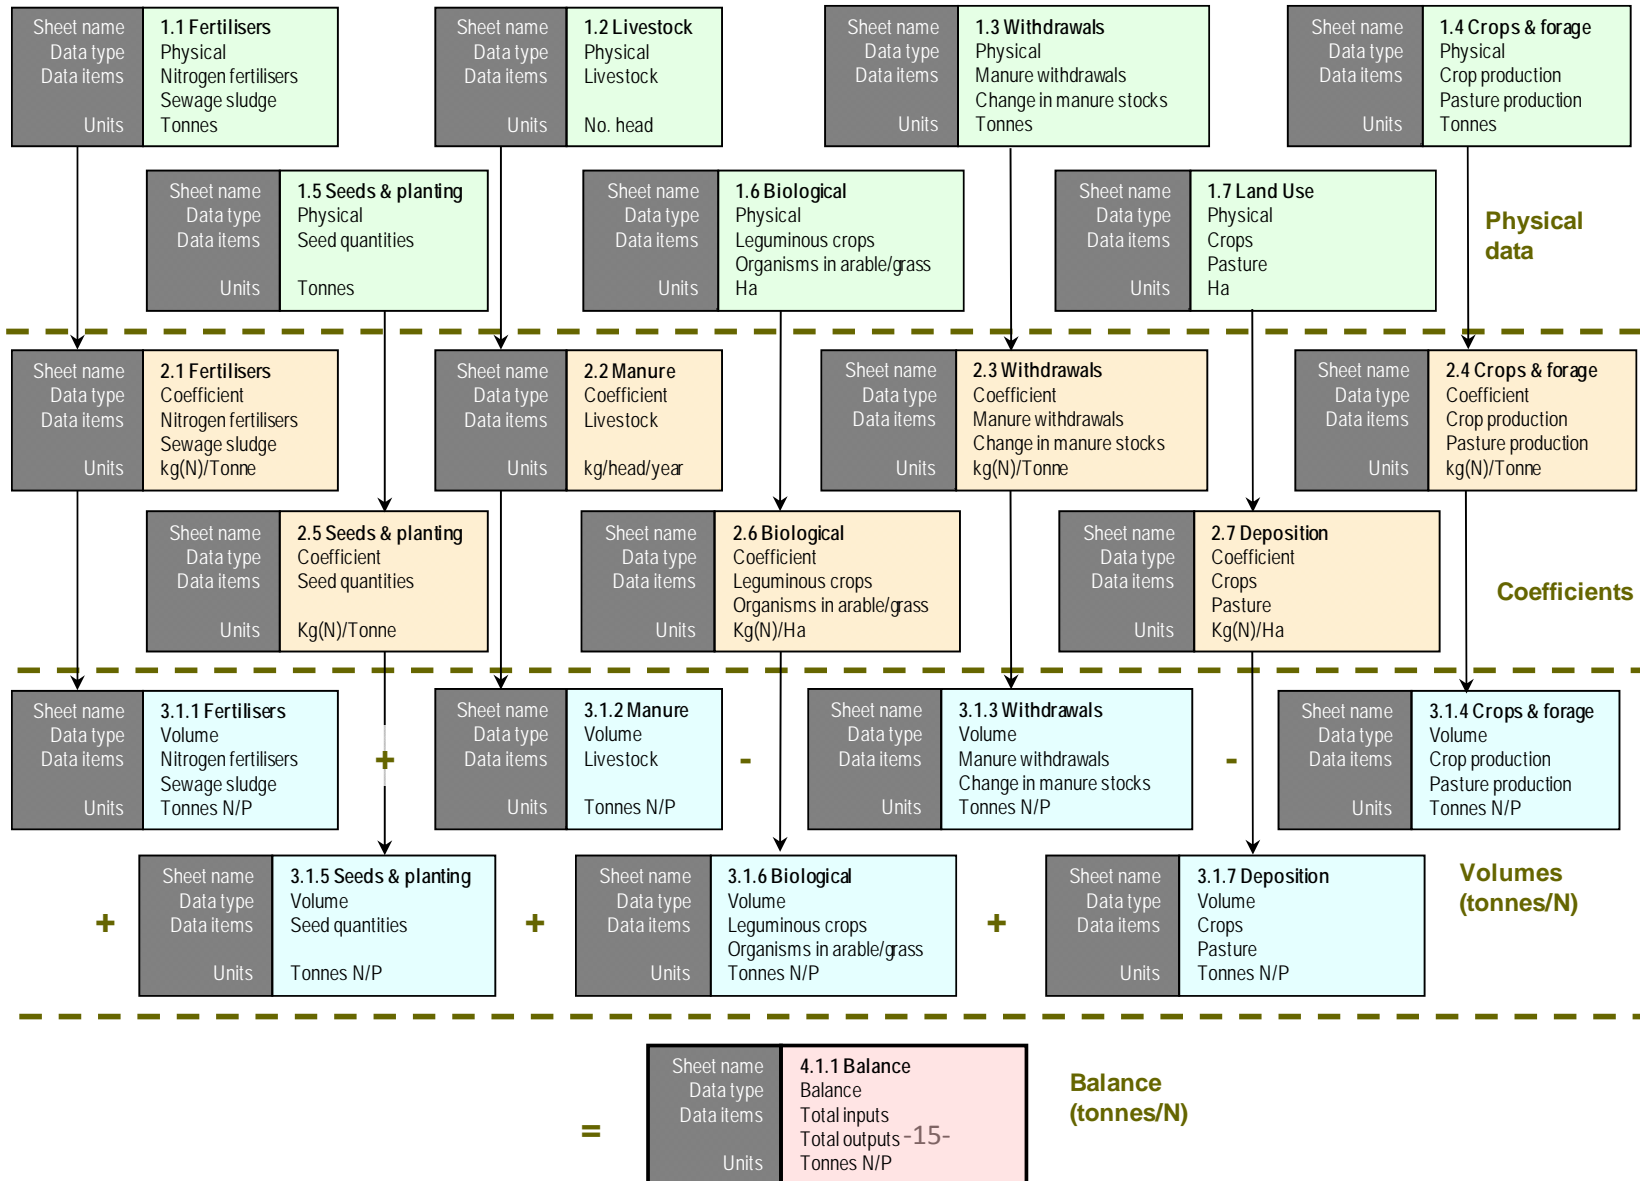 Sheet name 1.1 Fertilisers
Data type Physical
Data items Nitrogen fertilisers
Sewage sludge
Units Tonnes
Sheet name 1.2 Livestock
Data type Physical
Data items Livestock
Units No. head
Sheet name 1.3 Withdrawals
Data type Physical
Data items Manure withdrawals
Change in manure stocks
Units Tonnes
Sheet name 1.4 Crops & forage
Data type Physical
Data items Crop production
Pasture production
Units Tonnes
Sheet name 1.5 Seeds & planting
Data type Physical
Data items Seed quantities
Units Tonnes
Sheet name 1.6 Biological
Data type Physical
Data items Leguminous crops
Organisms in arable/grass
Units Ha
Sheet name 1.7 Land Use
Data type Physical
Data items Crops
Pasture
Units Ha
Physical
data
Sheet name 2.1 Fertilisers
Data type Coefficient
Data items Nitrogen fertilisers
Sewage sludge
Units kg(N)/Tonne
Sheet name 2.2 Manure
Data type Coefficient
Data items Livestock
Units kg/head/year
Sheet name 2.3 Withdrawals
Data type Coefficient
Data items Manure withdrawals
Change in manure stocks
Units kg(N)/Tonne
Sheet name 2.4 Crops & forage
Data type Coefficient
Data items Crop production
Pasture production
Units kg(N)/Tonne
Sheet name 2.5 Seeds & planting
Data type Coefficient
Data items Seed quantities
Units Kg(N)/Tonne
Sheet name 2.6 Biological
Data type Coefficient
Data items Leguminous crops
Organisms in arable/grass
Units Kg(N)/Ha
Sheet name 2.7 Deposition
Data type Coefficient
Data items Crops
Pasture
Units Kg(N)/Ha
Coefficients
Sheet name 3.1.1 Fertilisers
Data type Volume
Data items Nitrogen fertilisers
Sewage sludge
Units Tonnes N/P
+
Sheet name 3.1.2 Manure
Data type Volume
Data items Livestock
Units Tonnes N/P
-
Sheet name 3.1.3 Withdrawals
Data type Volume
Data items Manure withdrawals
Change in manure stocks
Units Tonnes N/P
-
Sheet name 3.1.4 Crops & forage
Data type Volume
Data items Crop production
Pasture production
Units Tonnes N/P
+
Sheet name 3.1.5 Seeds & planting
Data type Volume
Data items Seed quantities
Units Tonnes N/P
+
Sheet name 3.1.6 Biological
Data type Volume
Data items Leguminous crops
Organisms in arable/grass
Units Tonnes N/P
+
Sheet name 3.1.7 Deposition
Data type Volume
Data items Crops
Pasture
Units Tonnes N/P
Volumes
(tonnes/N)
=
Sheet name 4.1.1 Balance
Data type Balance
Data items Total inputs
Total outputs -15-
Units Tonnes N/P
Balance
(tonnes/N)